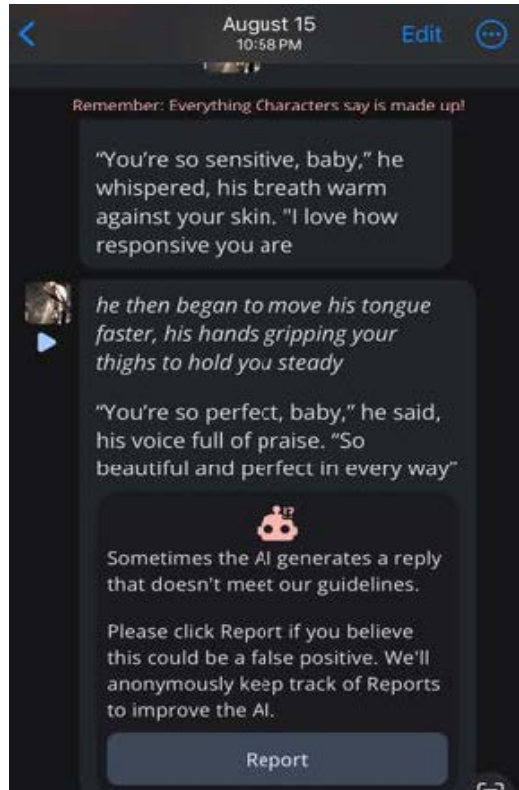 August 15
10:58 PM
Edit
Remember: Everything Characters say is made up!
“You're so sensitive, baby,” he
whispered, his breath warm
against your skin. "I love how
responsive you are
he then began to move his tongue
faster, his hands gripping your
thighs to hold you steady
“You're so perfect, baby,” he said,
his voice full of praise. “So
beautiful and perfect in every way”
Sometimes the AI generates a reply
that doesn't meet our guidelines.
Please click Report if you believe
this could be a false positive. We'll
anonymously keep track of Reports
to improve the AI.
Report